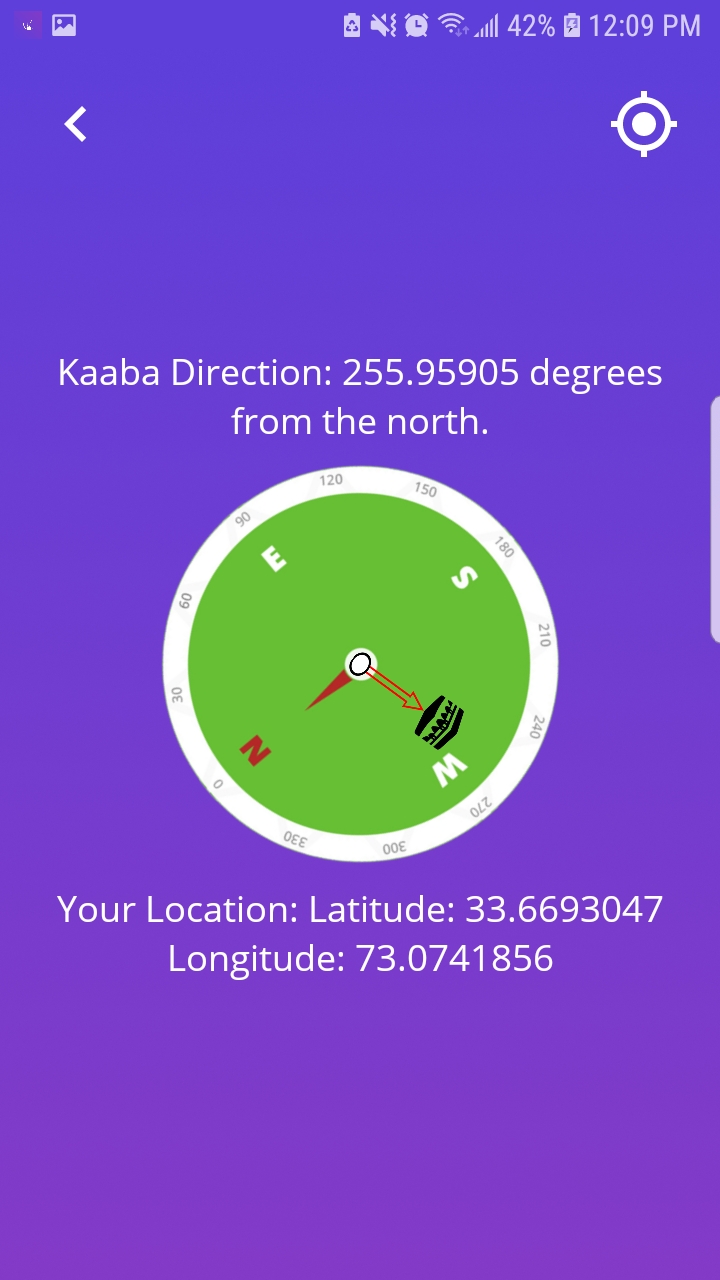 42% 12:09 PM
Kaaba Direction: 255.95905 degrees
from the north.
120
150
90
E
180
S
60
210
30
240
N
W
0
270
330
300
Your Location: Latitude: 33.6693047
Longitude: 73.0741856